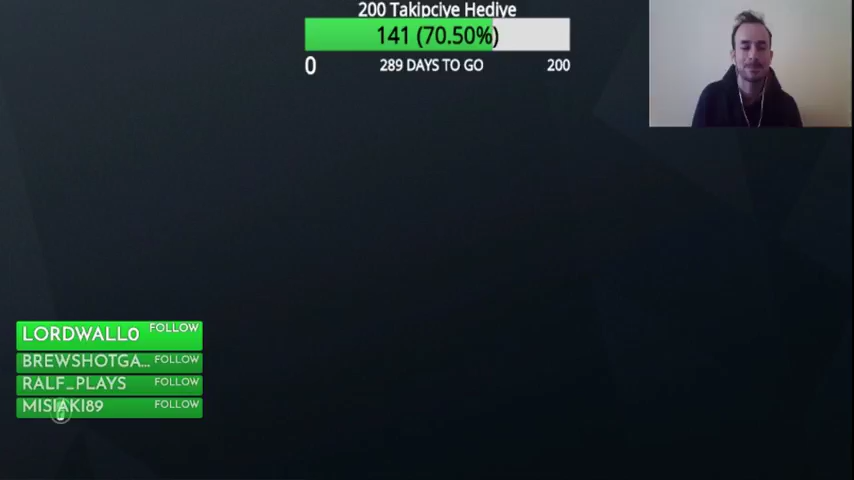 200 Takipciye Hediye
141 (70.50%)
0 289 DAYS TO GO 200
LORDWALL0 FOLLOW
BREWSHOTGA... FOLLOW
RALF_PLAYS FOLLOW
MISIAKI89 FOLLOW